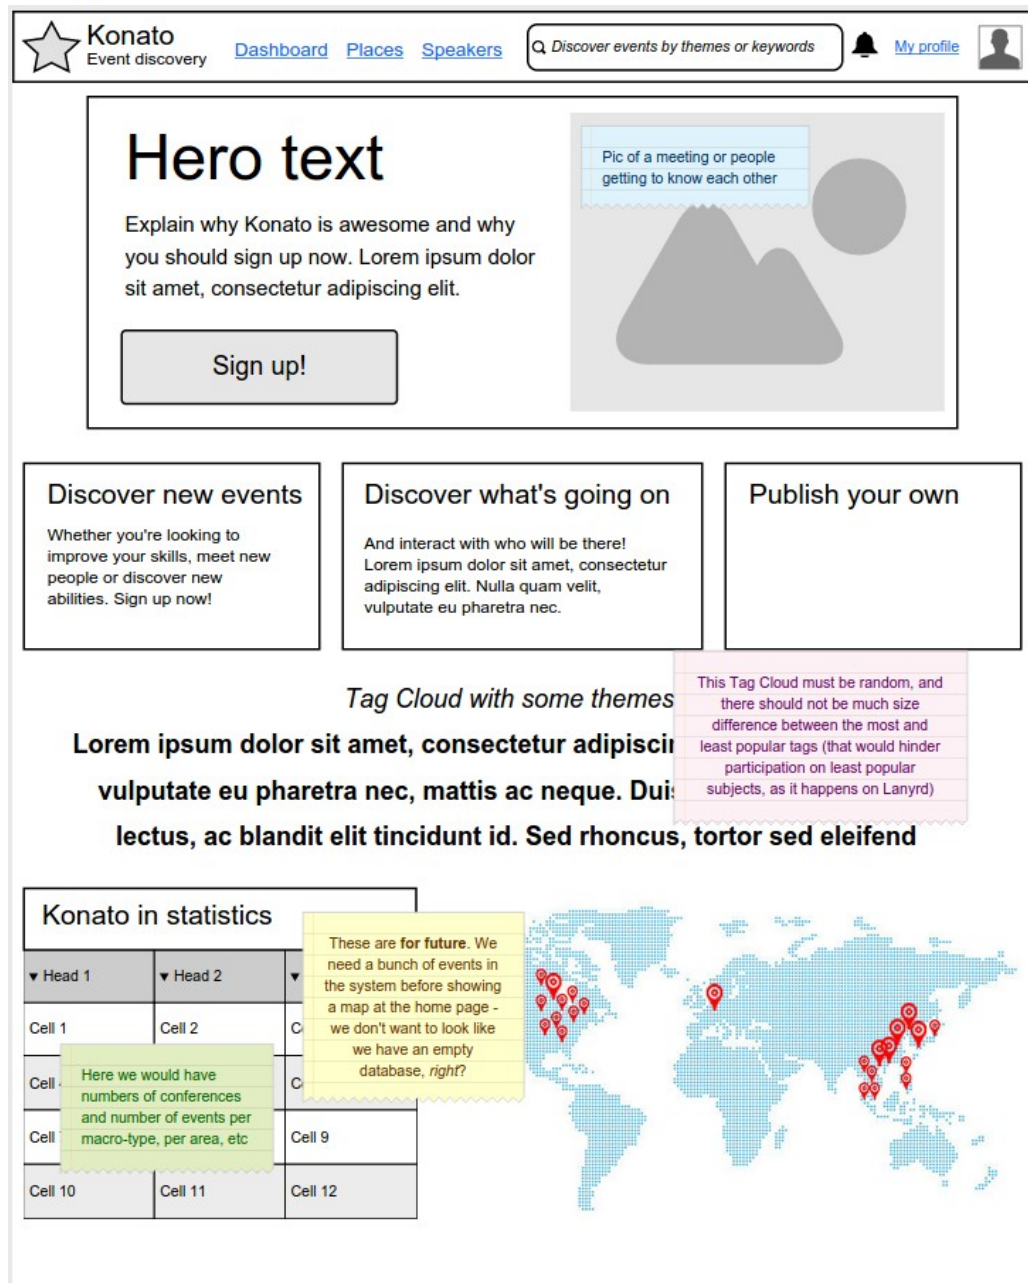 Konato
Event discovery
Dashboard Places Speakers
Discover events by themes or keywords
My profile
Hero text
Explain why Konato is awesome and why
you should sign up now. Lorem ipsum dolor
sit amet, consectetur adipiscing elit.
Sign up!
Pic of a meeting or people
getting to know each other
Discover new events
Whether you're looking to
improve your skills, meet new
people or discover new
abilities. Sign up now!
Discover what's going on
And interact with who will be there!
Lorem ipsum dolor sit amet, consectetur
adipiscing elit. Nulla quam velit,
vulputate eu pharetra nec.
Publish your own
Tag Cloud with some themes
Lorem ipsum dolor sit amet, consectetur
vulputate eu pharetra nec, mattis ac neque.
lectus, ac blandit elit tincidunt id. Sed rhoncus, tortor sed eleifend
This Tag Cloud must be random, and
there should not be much size
difference between the most and
least popular tags (that would hinder
participation on least popular
subjects, as it happens on Lanyrd)
Konato in statistics
Head 1 Head 2
Cell 1 Cell 2
Cell
Cell
Cell 9
Cell 10 Cell 11 Cell 12
Here we would have
numbers of conferences
and number of events per
macro-type, per area, etc
These are for future. We
need a bunch of events in
the system before showing
a map at the home page -
we don't want to look like
we have an empty
database, right?